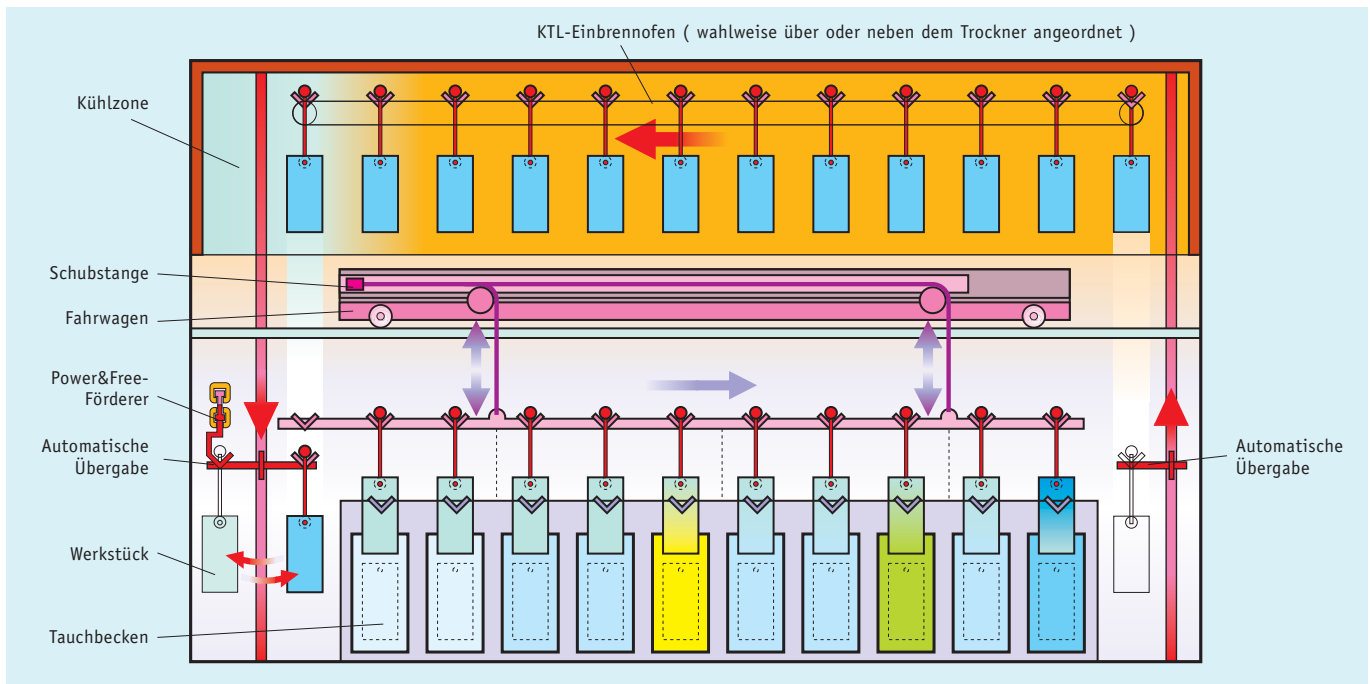 KTL-Einbrennofen ( wahlweise über oder neben dem Trockner angeordnet )
Kühlzone
Schubstange
Fahrwagen
Power&Free-
Förderer
Automatische
Übergabe
Automatische
Übergabe
Werkstück
Tauchbecken